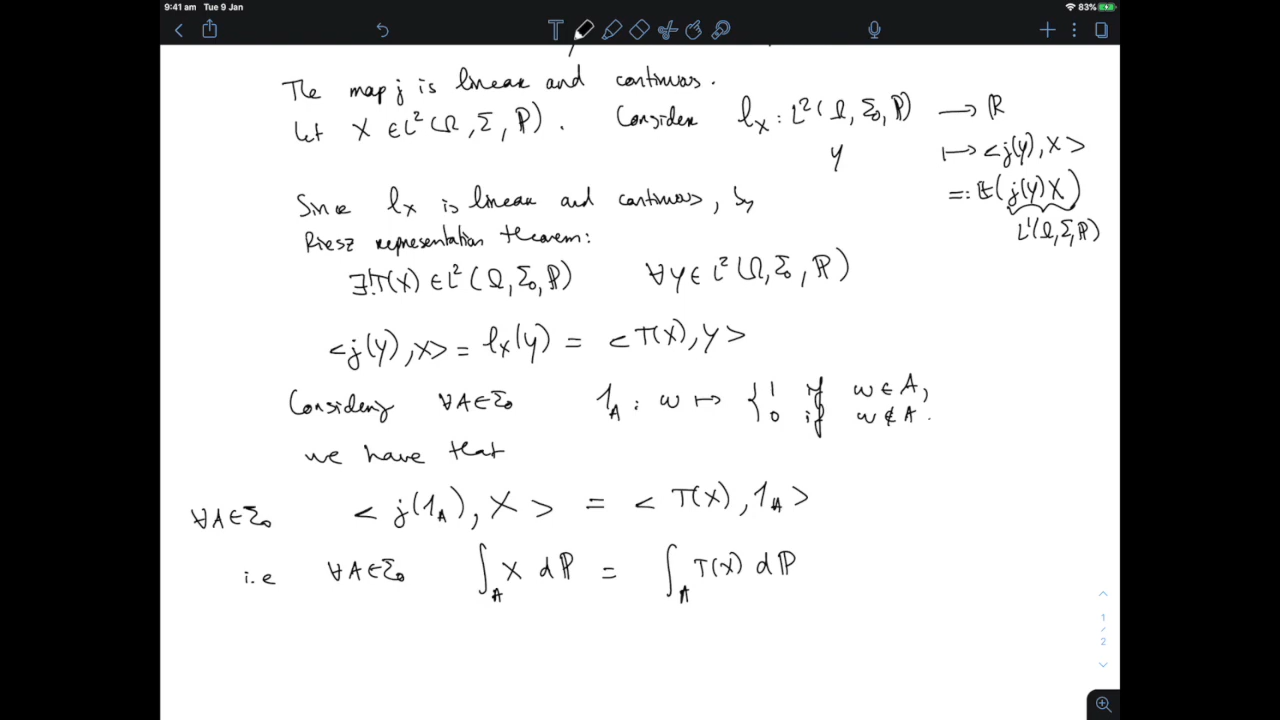 9:41 am Tue 9 Jan
83%
The map j is linear and continuous.
Let X ∈ L²(Ω, Σ, ℙ). Consider l_X : L²(Ω, Σ₀, ℙ) → ℝ
Y ↦ <j(Y), X>
=: 𝔼(j(Y)X)
L¹(Ω, Σ, ℙ)
Since l_X is linear and continuous, by
Riesz representation theorem:
∃! T(X) ∈ L²(Ω, Σ₀, ℙ) ∀Y ∈ L²(Ω, Σ₀, ℙ)
<j(Y), X> = l_X(Y) = <T(X), Y>
Considering ∀A ∈ Σ₀ 1_A : ω ↦ { 1 if ω ∈ A,
0 if ω ∉ A.
we have that
∀A ∈ Σ₀ <j(1_A), X> = <T(X), 1_A>
i.e ∀A ∈ Σ₀ ∫_A X dℙ = ∫_A T(X) dℙ
1
/
2